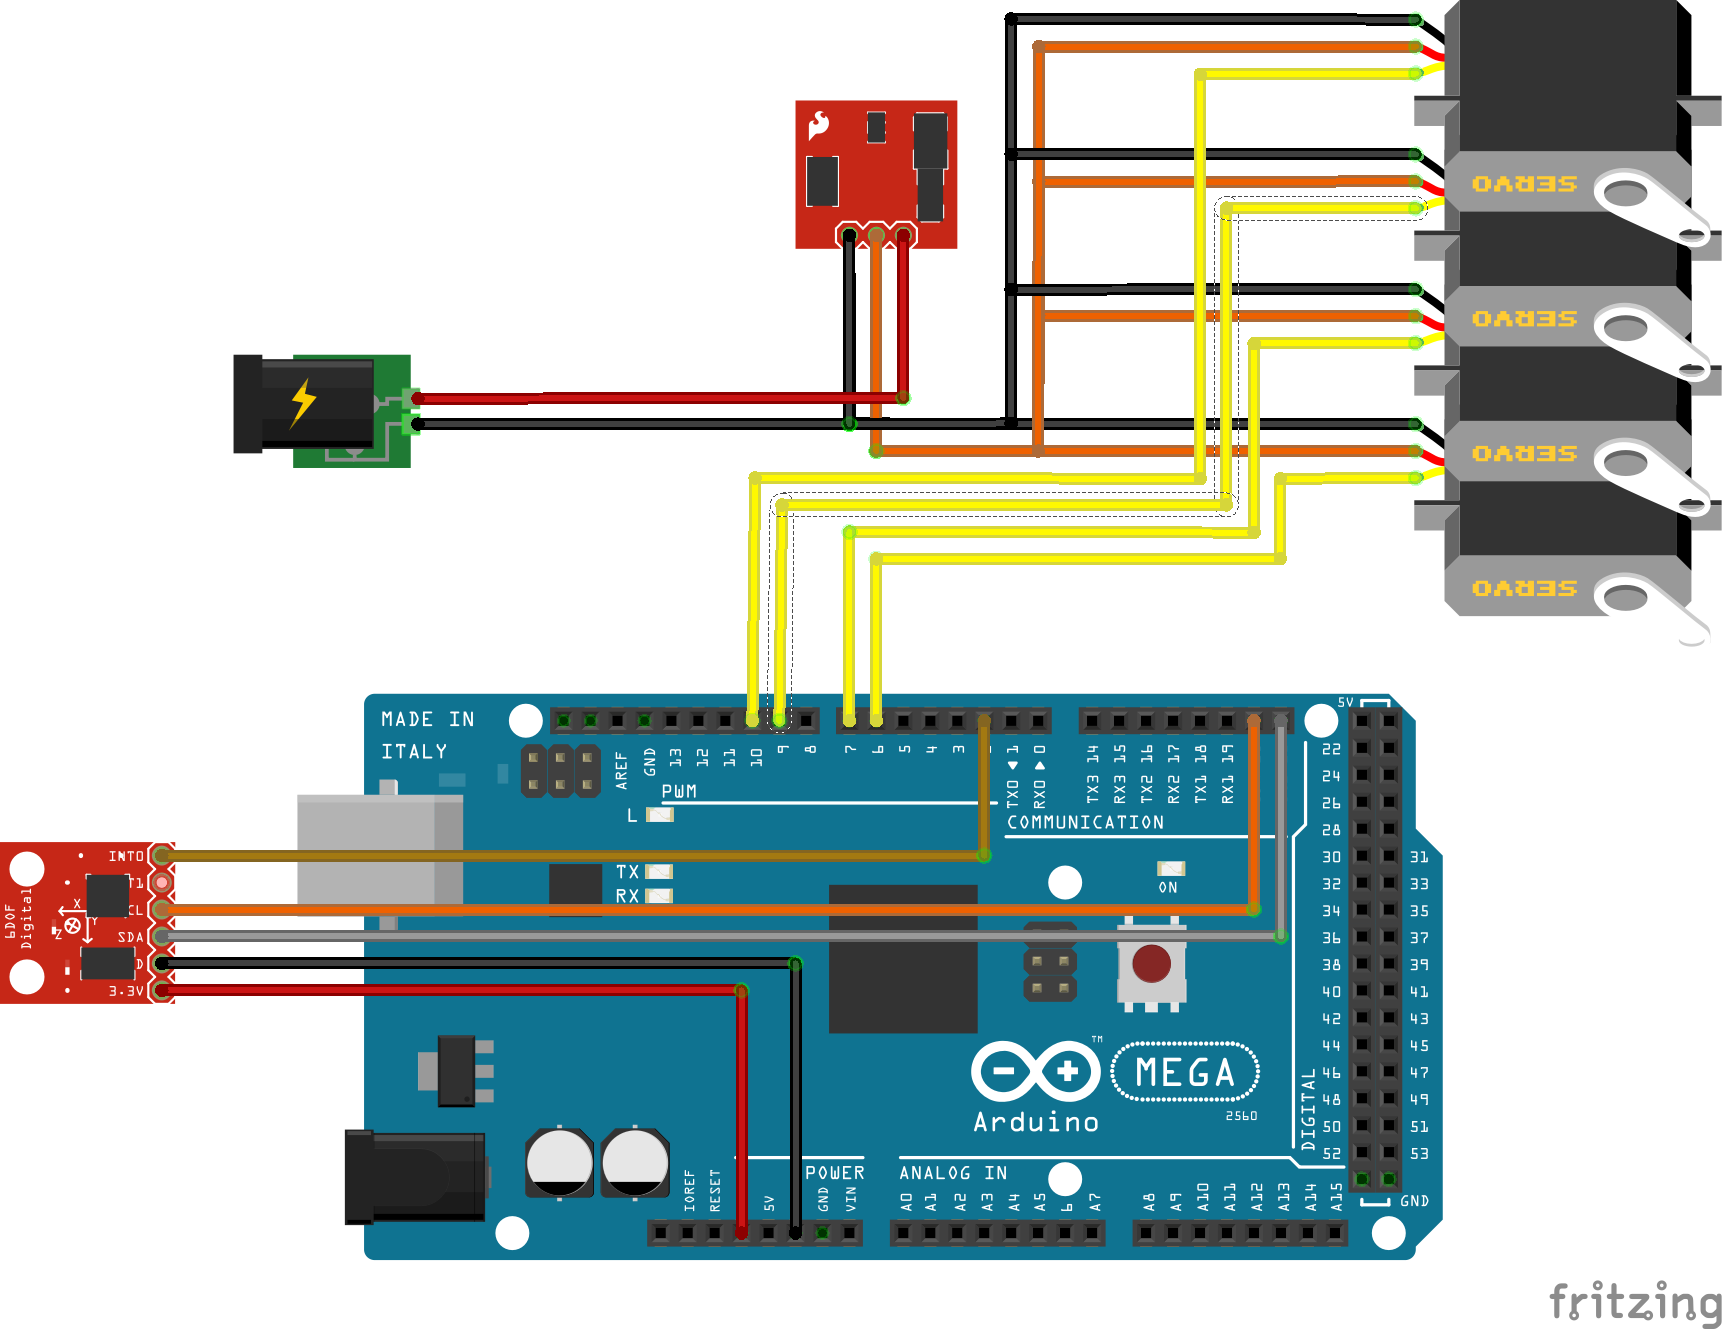 SERVO
SERVO
SERVO
SERVO
MADE IN
ITALY
AREF
GND
13
12
11
10
9
8
7
6
5
4
3
TX0 1
RX0 0
TX3 14
RX3 15
TX2 16
RX2 17
TX1 18
RX1 19
5V
PWM
L
TX
RX
COMMUNICATION
ON
22
24
26
28
30 31
32 33
34 35
36 37
38 39
40 41
42 43
44 45
46 47
48 49
50 51
52 53
GND
DIGITAL
6DOF
Digital
X
Y
Z
INT0
T1
CL
SDA
D
3.3V
TM
MEGA
2560
Arduino
POWER
ANALOG IN
IOREF
RESET
5V
GND
VIN
A0
A1
A2
A3
A4
A5
6
A7
A8
A9
A10
A11
A12
A13
A14
A15
fritzing